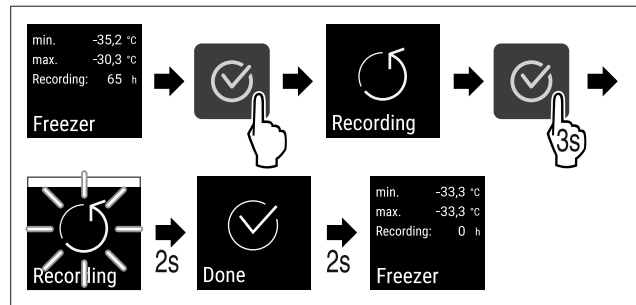 min. -35,2 °C
max. -30,3 °C
Recording: 65 h
Freezer
Recording
3s
Recording
2s
Done
2s
min. -33,3 °C
max. -33,3 °C
Recording: 0 h
Freezer